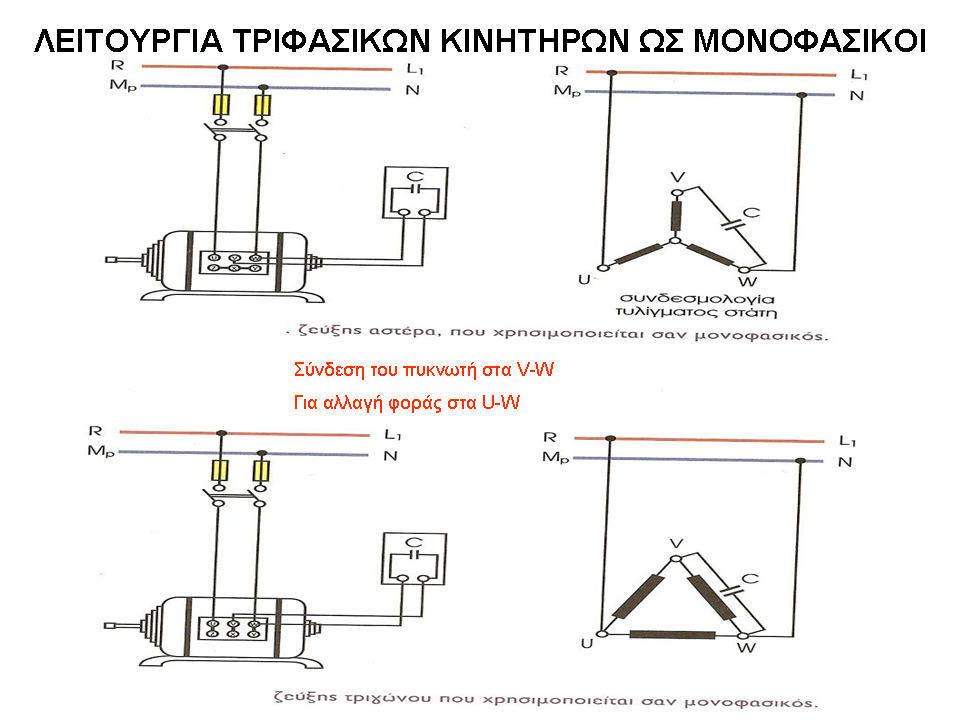 ΛΕΙΤΟΥΡΓΙΑ ΤΡΙΦΑΣΙΚΩΝ ΚΙΝΗΤΗΡΩΝ ΩΣ ΜΟΝΟΦΑΣΙΚΟΙ
R L1
Mp N
C
R L1
Mp N
V
C
U
W
συνδεσμολογία
τυλίγματος στάτη
. ζεύξης αστέρα, που χρησιμοποιείται σαν μονοφασικός.
Σύνδεση του πυκνωτή στα V-W
Για αλλαγή φοράς στα U-W
R L1
Mp N
C
R L1
Mp N
V
C
U
W
ζεύξης τριγώνου που χρησιμοποιείται σαν μονοφασικός.